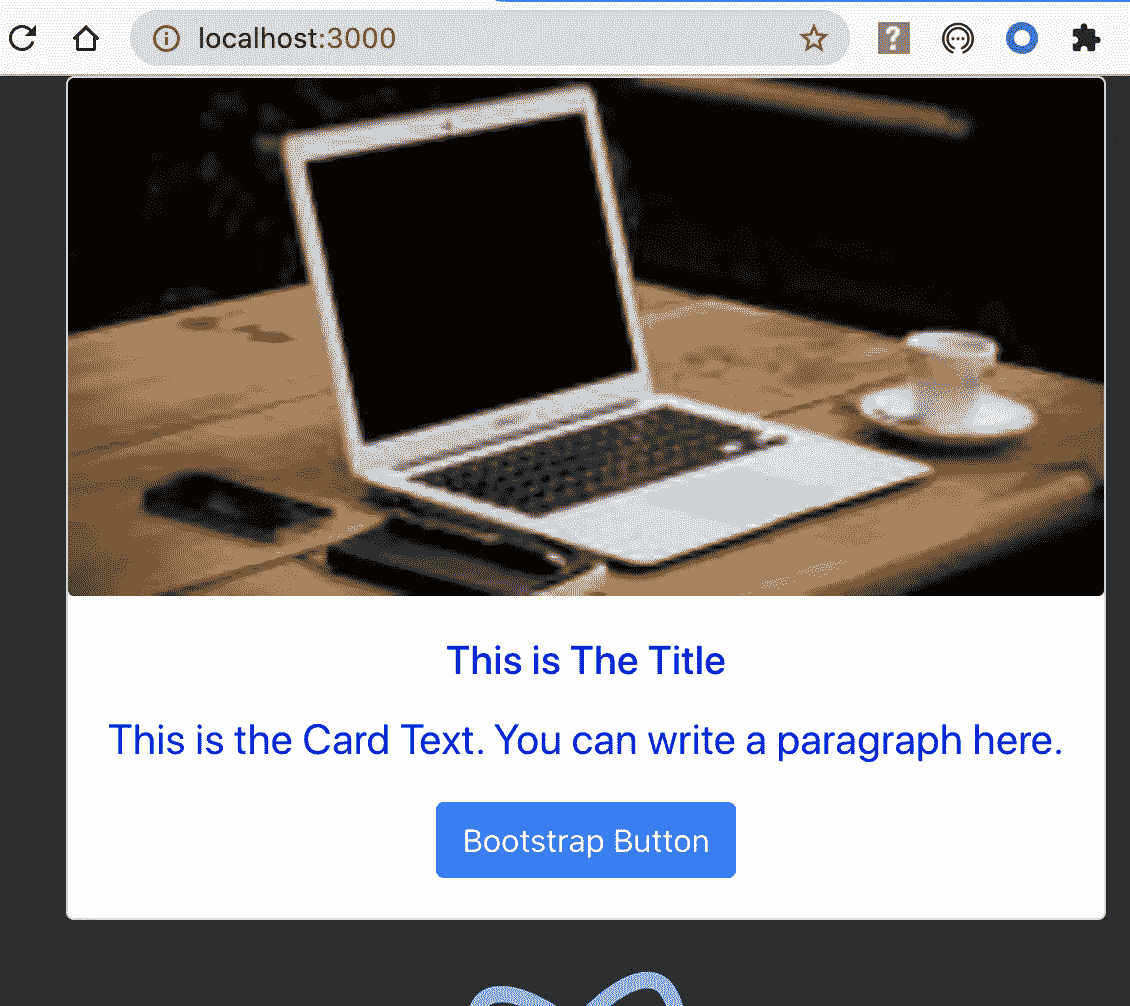 localhost:3000
This is The Title
This is the Card Text. You can write a paragraph here.
Bootstrap Button